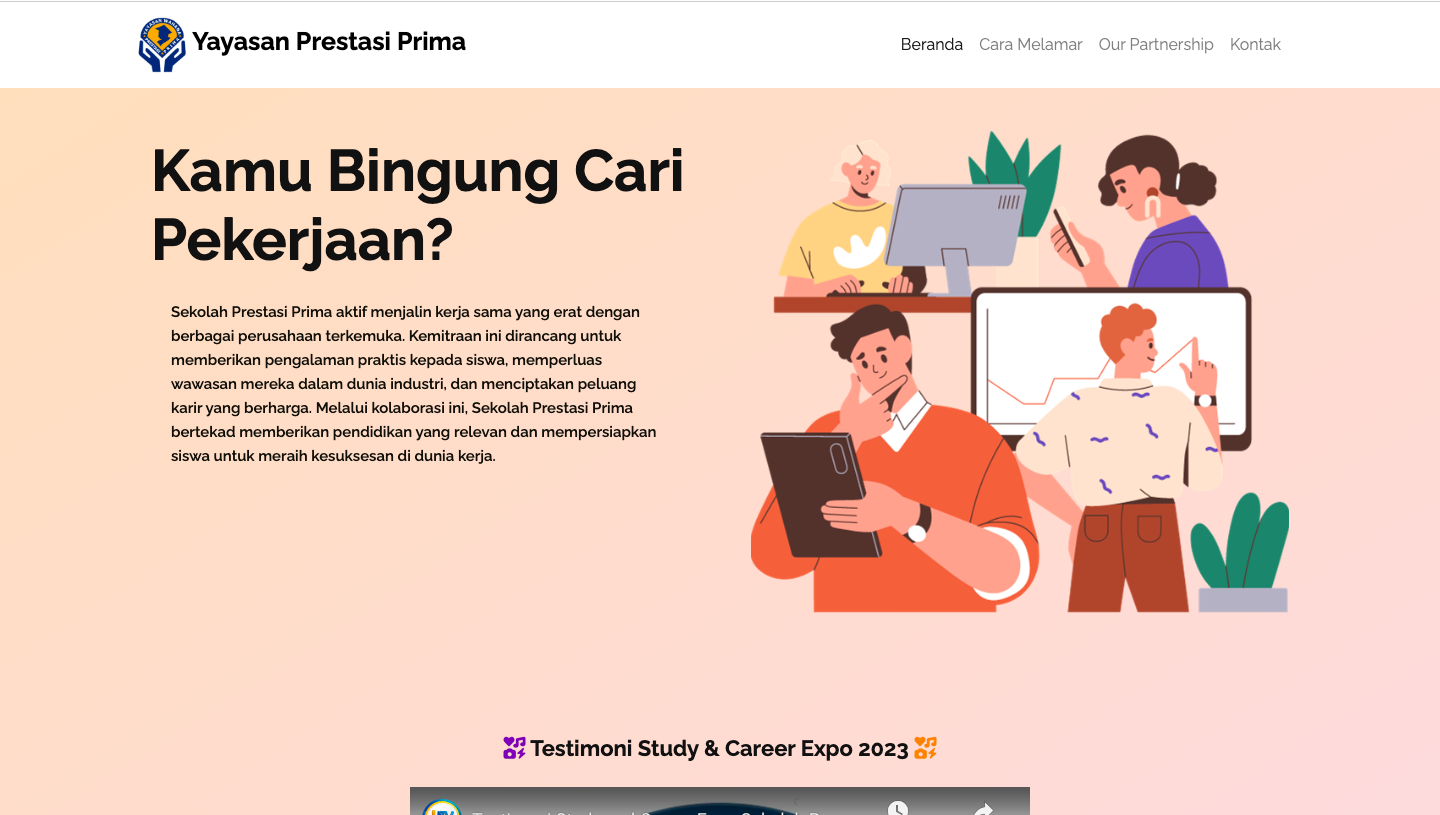 Yayasan Prestasi Prima
Beranda Cara Melamar Our Partnership Kontak
Kamu Bingung Cari
Pekerjaan?
Sekolah Prestasi Prima aktif menjalin kerja sama yang erat dengan
berbagai perusahaan terkemuka. Kemitraan ini dirancang untuk
memberikan pengalaman praktis kepada siswa, memperluas
wawasan mereka dalam dunia industri, dan menciptakan peluang
karir yang berharga. Melalui kolaborasi ini, Sekolah Prestasi Prima
bertekad memberikan pendidikan yang relevan dan mempersiapkan
siswa untuk meraih kesuksesan di dunia kerja.
Testimoni Study & Career Expo 2023